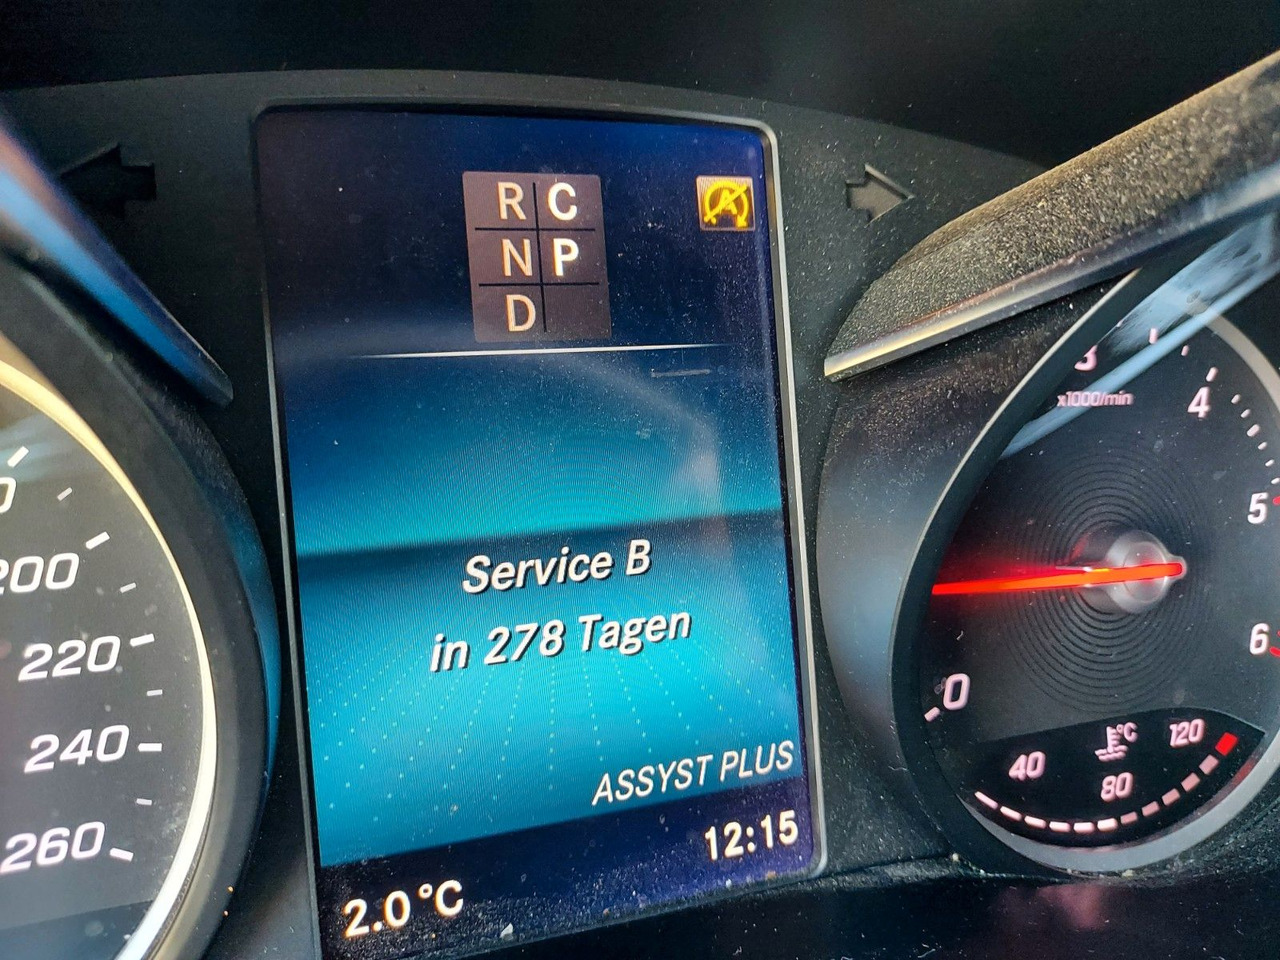 R C
N P
D
A
Service B
in 278 Tagen
ASSYST PLUS
12:15
2.0 °C
200
220
240
260
3
x1000/min
4
5
6
0
°C
40
80
120